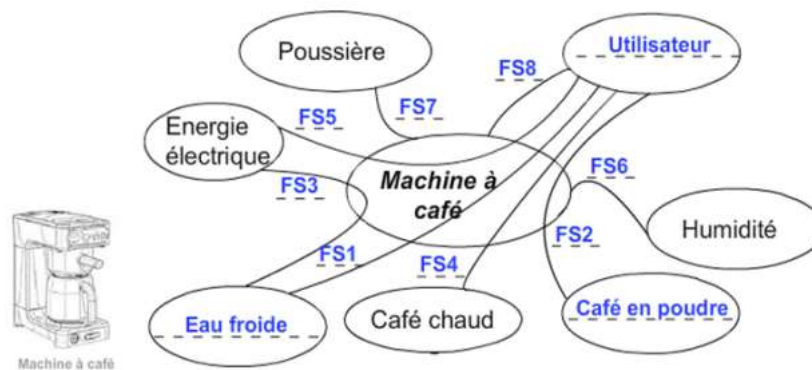 Poussière
Utilisateur
FS8
FS7
FS5
Energie
électrique
FS3
Machine à
café
FS6
FS2
Humidité
FS1
FS4
Eau froide
Café chaud
Café en poudre
Machine à café